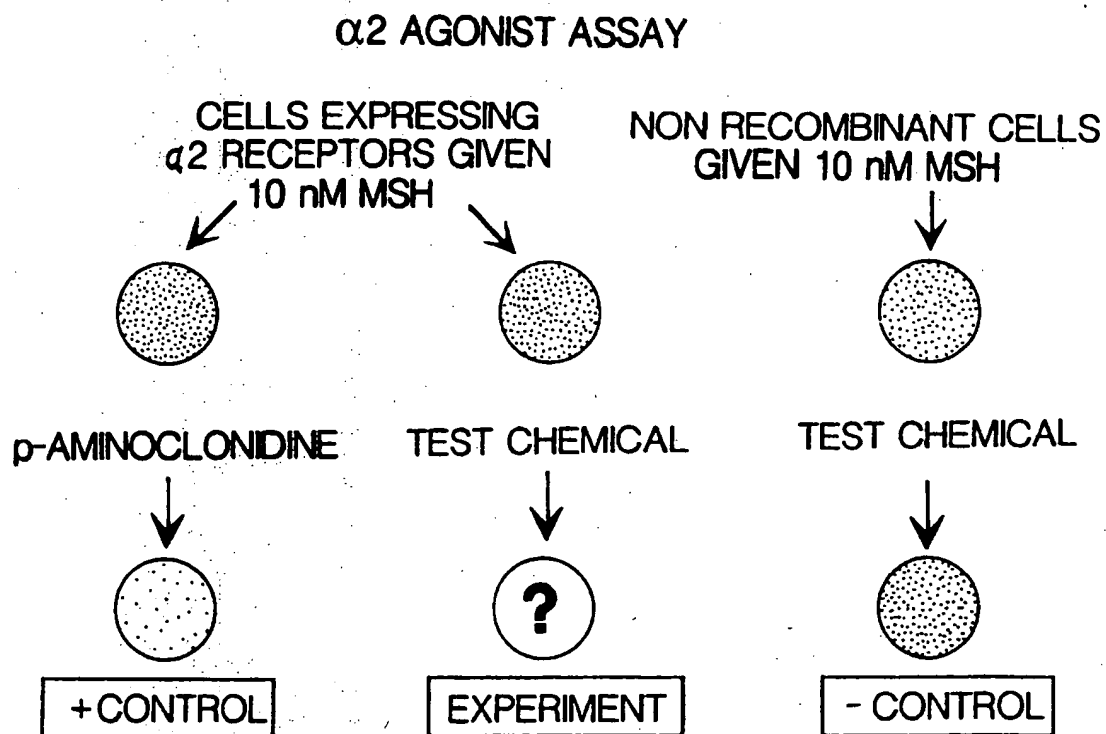 α2 AGONIST ASSAY
CELLS EXPRESSING
α2 RECEPTORS GIVEN
10 nM MSH
NON RECOMBINANT CELLS
GIVEN 10 nM MSH
p-AMINOCLONIDINE
TEST CHEMICAL
TEST CHEMICAL
?
+CONTROL
EXPERIMENT
- CONTROL